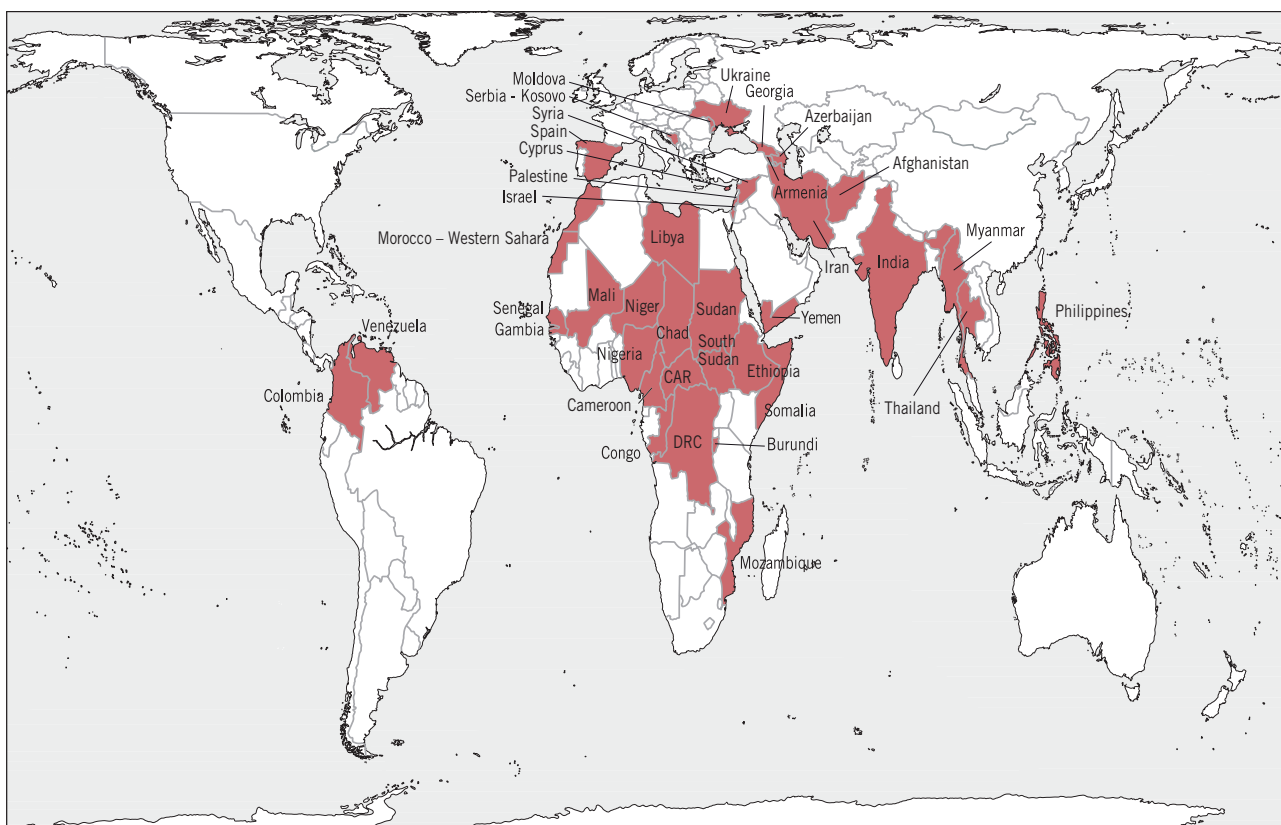 Moldova
Ukraine
Serbia - Kosovo
Georgia
Syria
Azerbaijan
Spain
Cyprus
Afghanistan
Palestine
Armenia
Israel
Morocco – Western Sahara
Libya
Myanmar
Iran
India
Mali
Niger
Sudan
Senegal
Yemen
Philippines
Gambia
Venezuela
Chad
South
Sudan
Nigeria
Ethiopia
CAR
Colombia
Cameroon
Somalia
Thailand
DRC
Burundi
Congo
Mozambique